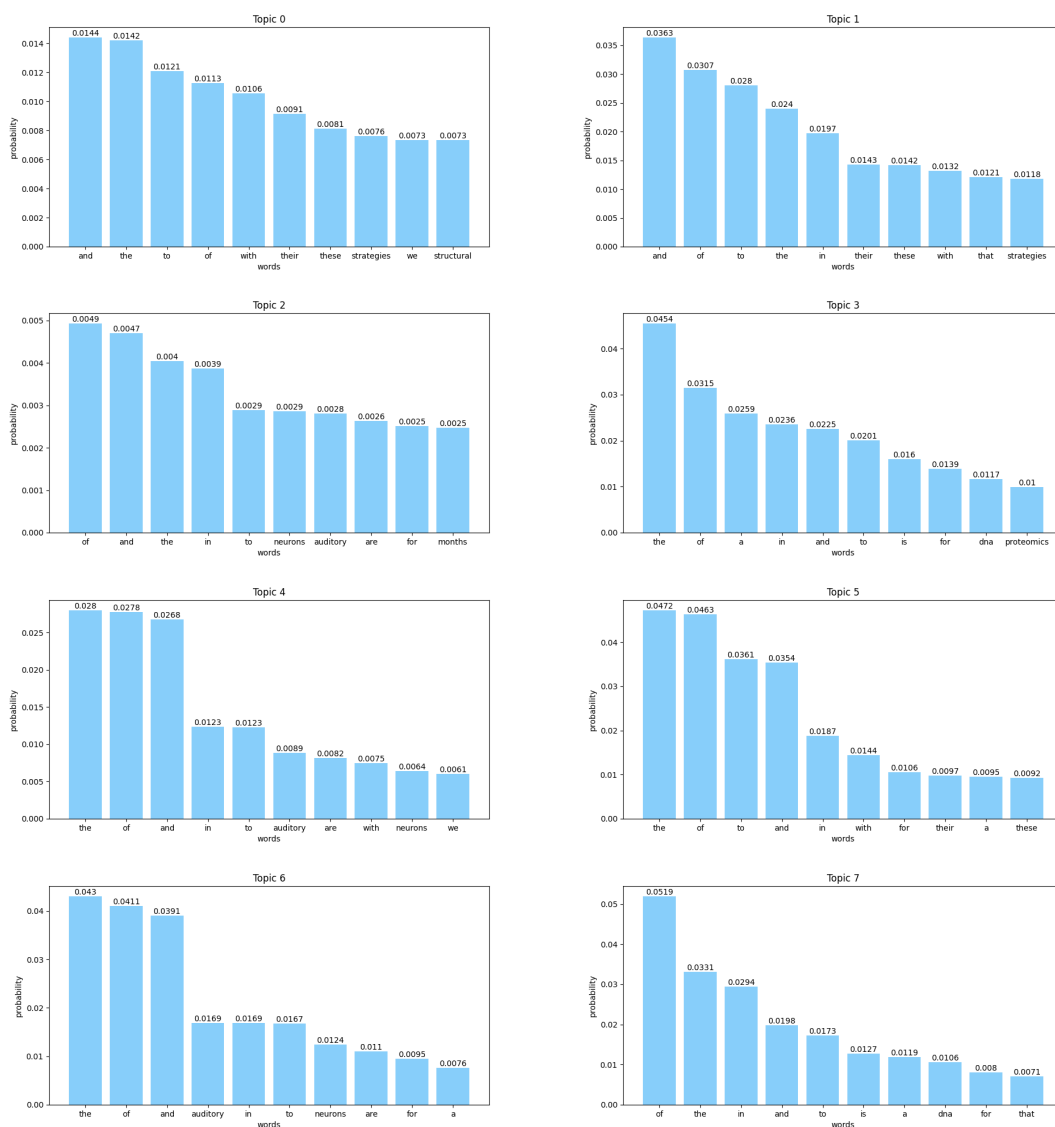 Topic 0
0.0144 0.0142 0.0121 0.0113 0.0106 0.0091 0.0081 0.0076 0.0073 0.0073
0.014
0.012
0.010
0.008
0.006
0.004
0.002
0.000
probability
and the to of with their these strategies we structural
words
Topic 1
0.0363 0.0307 0.028 0.024 0.0197 0.0143 0.0142 0.0132 0.0121 0.0118
0.035
0.030
0.025
0.020
0.015
0.010
0.005
0.000
probability
and of to the in their these with that strategies
words
Topic 2
0.0049 0.0047 0.004 0.0039 0.0029 0.0029 0.0028 0.0026 0.0025 0.0025
0.005
0.004
0.003
0.002
0.001
0.000
probability
of and the in to neurons auditory are for months
words
Topic 3
0.0454 0.0315 0.0259 0.0236 0.0225 0.0201 0.016 0.0139 0.0117 0.01
0.04
0.03
0.02
0.01
0.00
probability
the of a in and to is for dna proteomics
words
Topic 4
0.028 0.0278 0.0268 0.0123 0.0123 0.0089 0.0082 0.0075 0.0064 0.0061
0.025
0.020
0.015
0.010
0.005
0.000
probability
the of and in to auditory are with neurons we
words
Topic 5
0.0472 0.0463 0.0361 0.0354 0.0187 0.0144 0.0106 0.0097 0.0095 0.0092
0.04
0.03
0.02
0.01
0.00
probability
the of to and in with for their a these
words
Topic 6
0.043 0.0411 0.0391 0.0169 0.0169 0.0167 0.0124 0.011 0.0095 0.0076
0.04
0.03
0.02
0.01
0.00
probability
the of and auditory in to neurons are for a
words
Topic 7
0.0519 0.0331 0.0294 0.0198 0.0173 0.0127 0.0119 0.0106 0.008 0.0071
0.05
0.04
0.03
0.02
0.01
0.00
probability
of the in and to is a dna for that
words